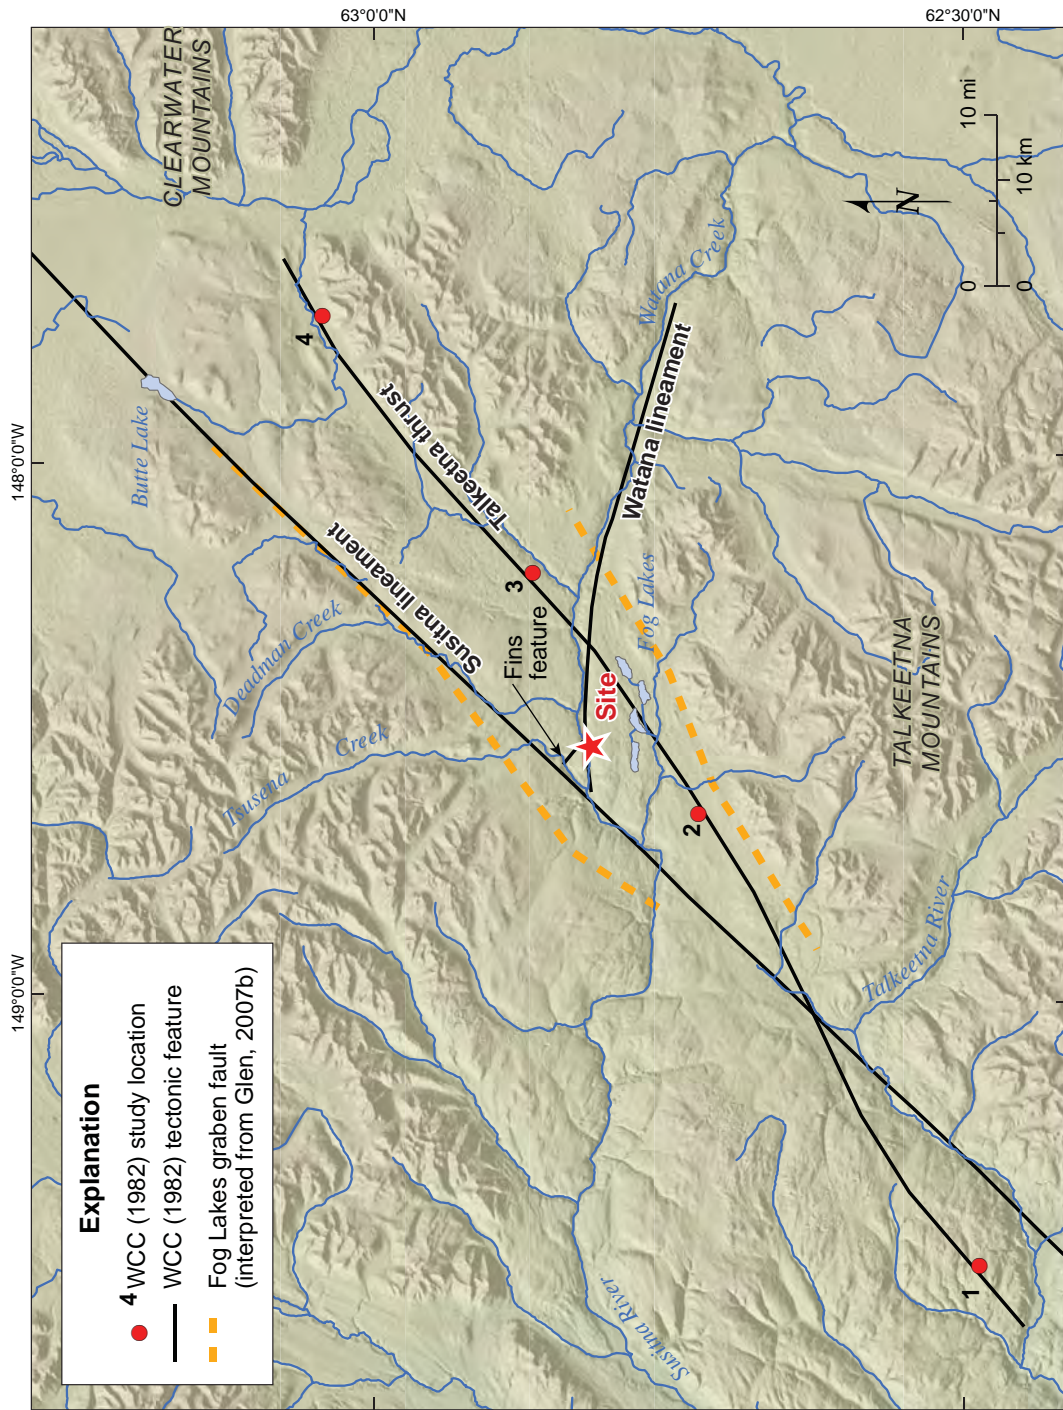 63°0'0"N
62°30'0"N
148°0'0"W
149°0'0"W
CLEARWATER
MOUNTAINS
Butte Lake
4
Talkeetna thrust
Susitna lineament
Deadman Creek
Tsusena Creek
3
Fins
feature
Site
Watana lineament
Watana Creek
Fog Lakes
2
TALKEETNA
MOUNTAINS
Talkeetna River
Susitna River
1
N
0 10 mi
0 10 km
Explanation
4 WCC (1982) study location
WCC (1982) tectonic feature
Fog Lakes graben fault
(interpreted from Glen, 2007b)